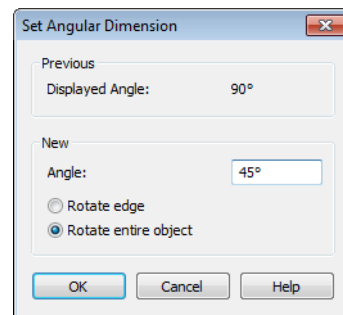 Set Angular Dimension
Previous
Displayed Angle: 90°
New
Angle: 45°
Rotate edge
Rotate entire object
OK Cancel Help